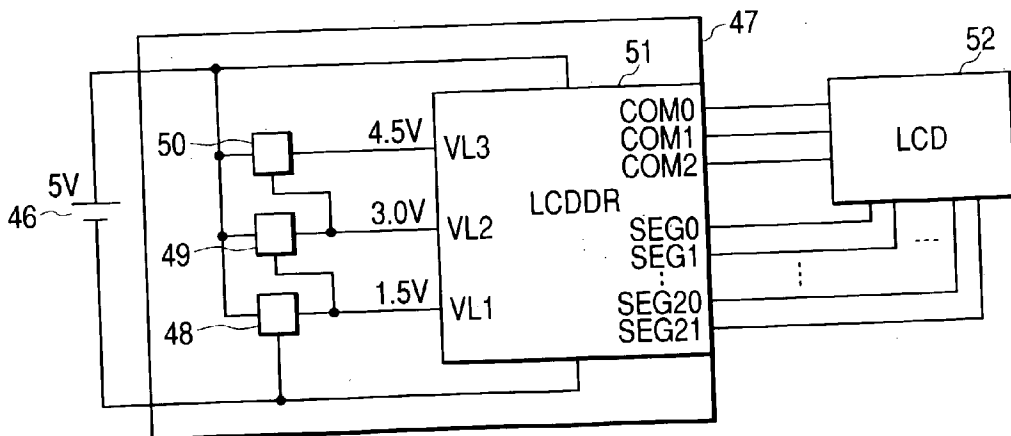 47
51
52
COM0
COM1
COM2
LCD
50
4.5V
VL3
5V
46
LCDDR
3.0V
VL2
49
SEG0
SEG1
1.5V
VL1
48
SEG20
SEG21